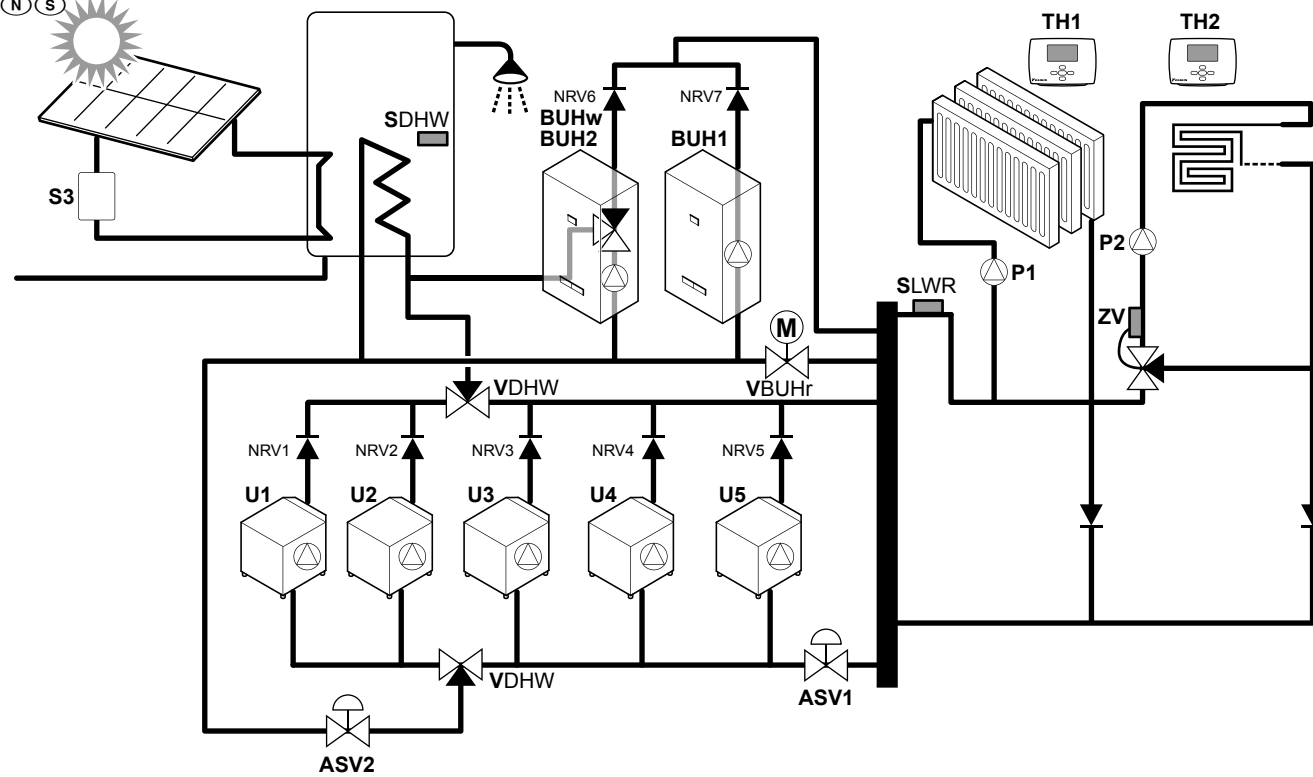 N S
TH1
TH2
NRV6
NRV7
BUHw
BUH2
BUH1
SDHW
S3
P2
P1
SLWR
ZV
M
VBUHr
VDHW
NRV1
NRV2
NRV3
NRV4
NRV5
U1
U2
U3
U4
U5
VDHW
ASV1
ASV2